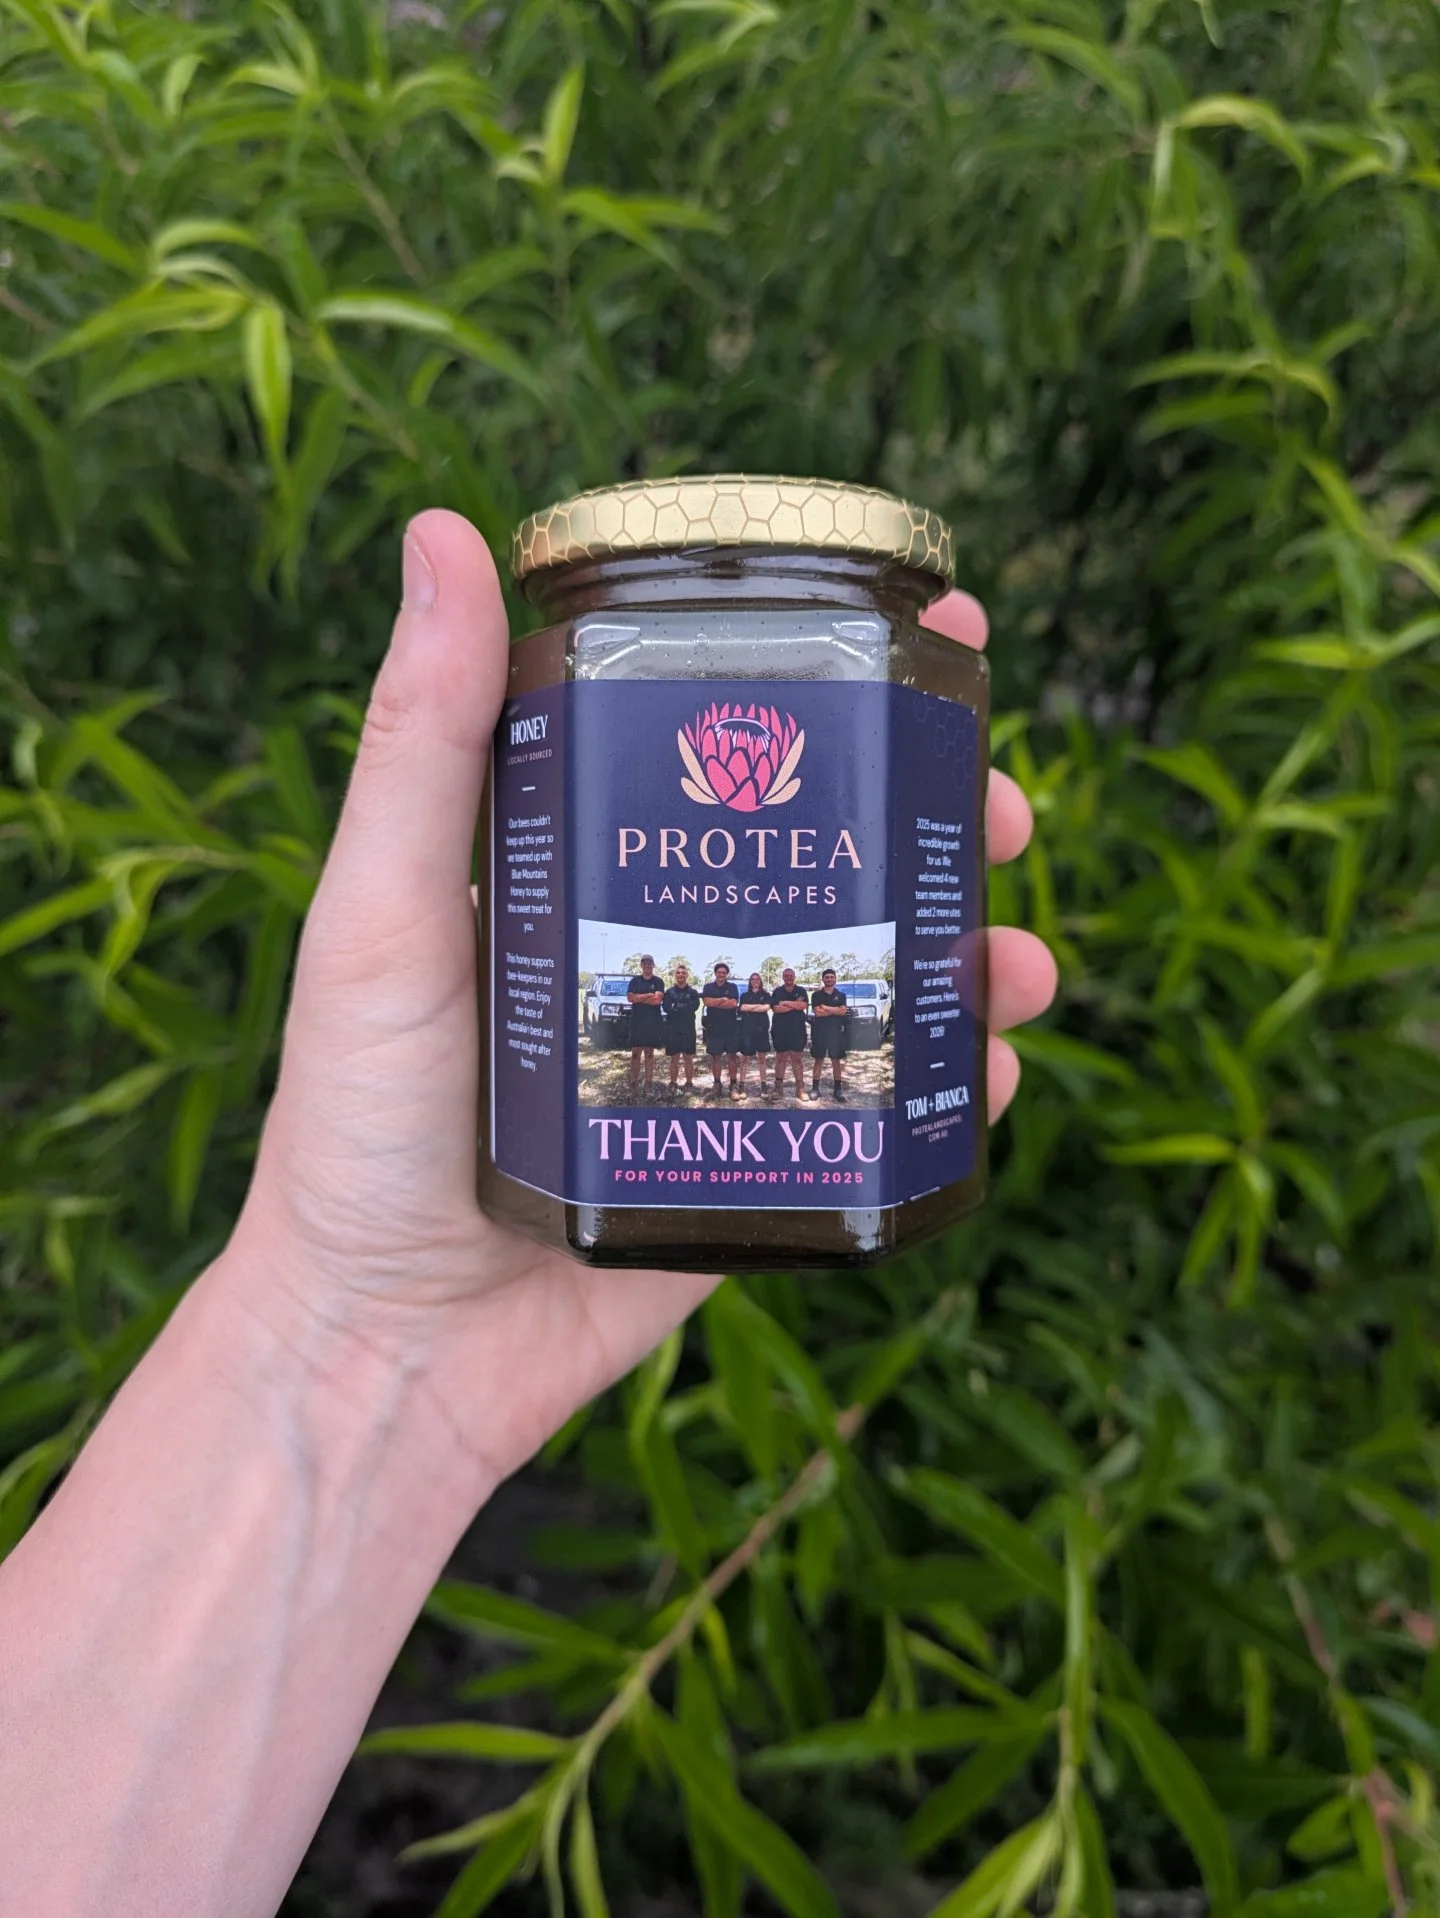 HONEY
LOCALLY SOURCED
Our bees couldn't
keep up this year so
we teamed up with
Blue Mountains
Honey to supply
this sweet treat for
you.
This honey supports
bee-keepers in our
local region. Enjoy
the taste of
Australia's best and
most sought after
honey.
PROTEA
LANDSCAPES
THANK YOU
FOR YOUR SUPPORT IN 2025
2025 was a year of
incredible growth
for us. We
welcomed 4 new
team members and
added 2 more utes
to serve you better.
We're so grateful for
our amazing
customers. Here's
to an even sweeter
2026!
TOM + BIANCA
PROTEALANDSCAPES.
COM.AU